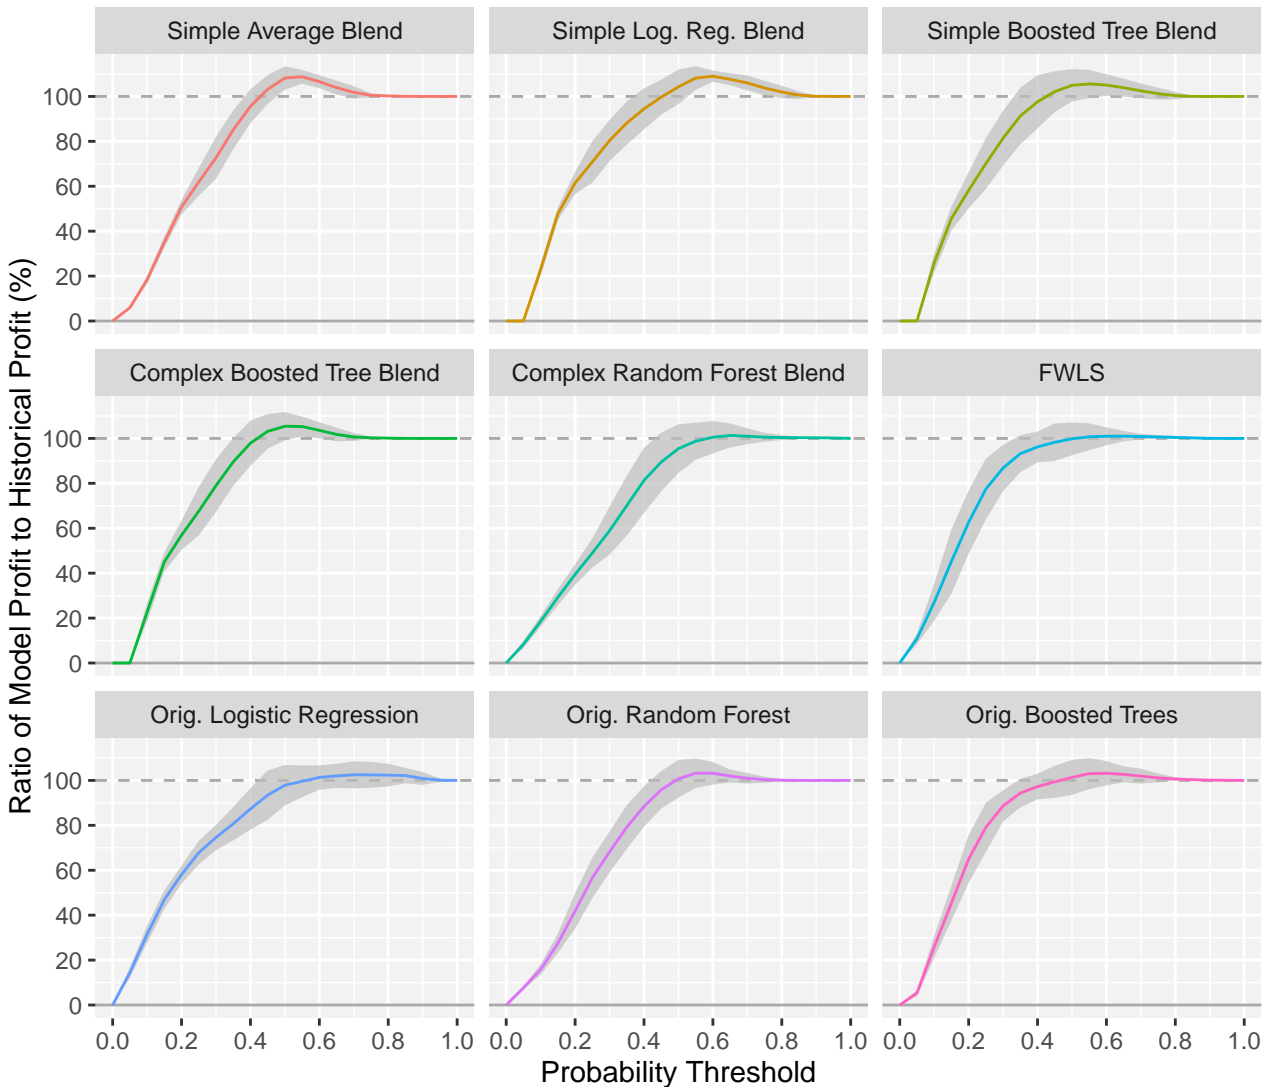 Simple Average Blend
Simple Log. Reg. Blend
Simple Boosted Tree Blend
100
80
60
40
20
0
Complex Boosted Tree Blend
Complex Random Forest Blend
FWLS
100
80
60
40
20
0
Orig. Logistic Regression
Orig. Random Forest
Orig. Boosted Trees
100
80
60
40
20
0
0.0 0.2 0.4 0.6 0.8 1.0
0.0 0.2 0.4 0.6 0.8 1.0
0.0 0.2 0.4 0.6 0.8 1.0
Probability Threshold
Ratio of Model Profit to Historical Profit (%)